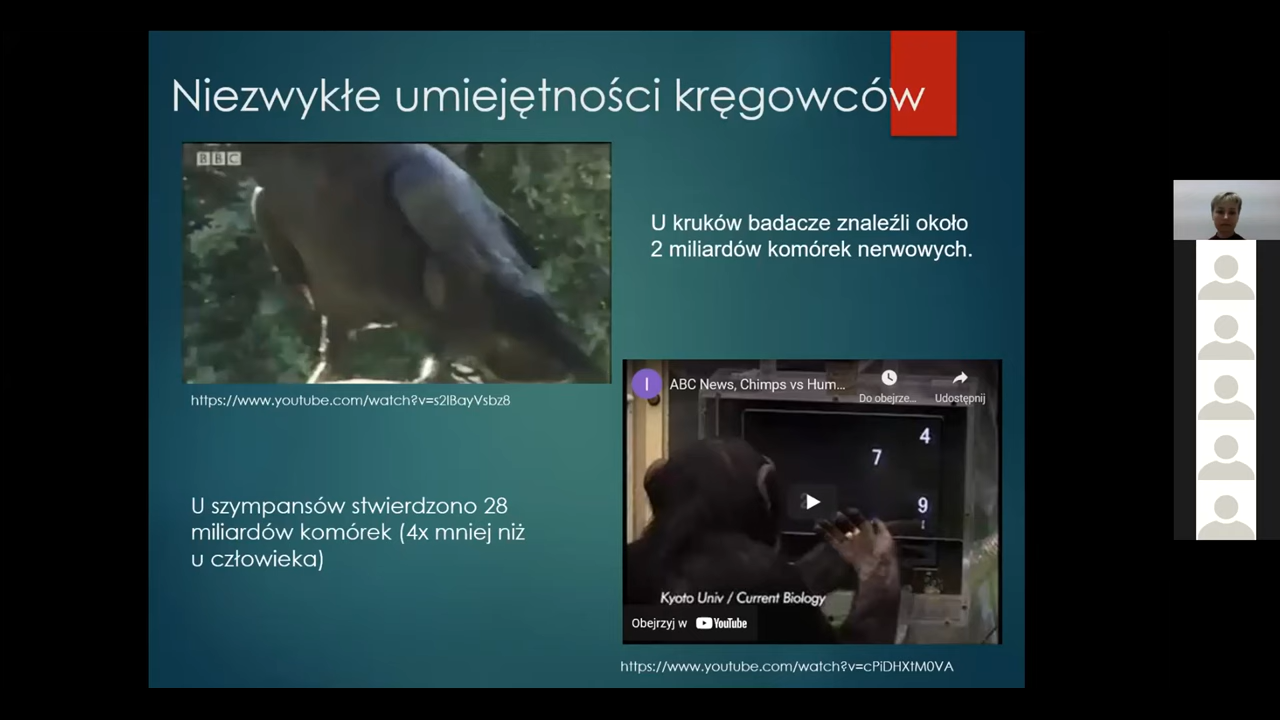 Niezwykłe umiejętności kręgowców
BBC
U kruków badacze znaleźli około
2 miliardów komórek nerwowych.
https://www.youtube.com/watch?v=s2IBayVsbz8
I
ABC News, Chimps vs Hum...
Do obejrze...
Udostępnij
4
7
9
U szympansów stwierdzono 28
miliardów komórek (4x mniej niż
u człowieka)
Kyoto Univ / Current Biology
Obejrzyj w YouTube
https://www.youtube.com/watch?v=cPiDHXtM0VA